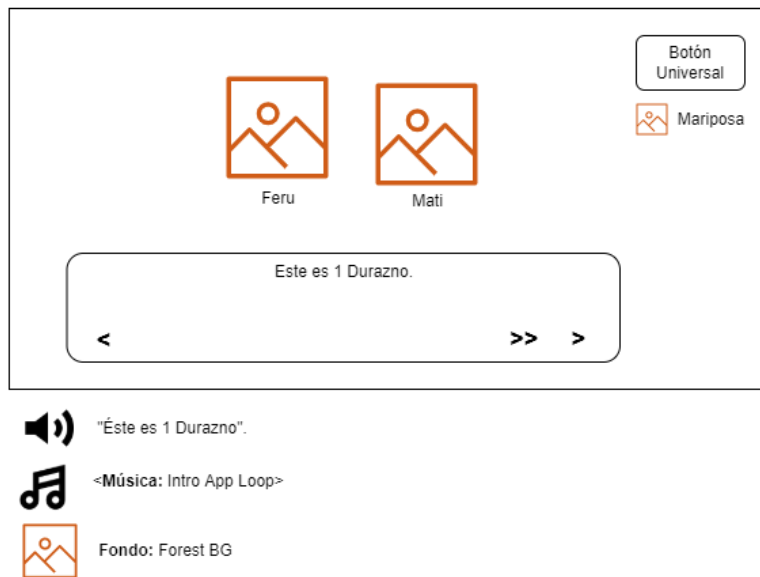 Botón
Universal
Mariposa
Feru
Mati
Este es 1 Durazno.
< >> >
"Éste es 1 Durazno".
<Música: Intro App Loop>
Fondo: Forest BG